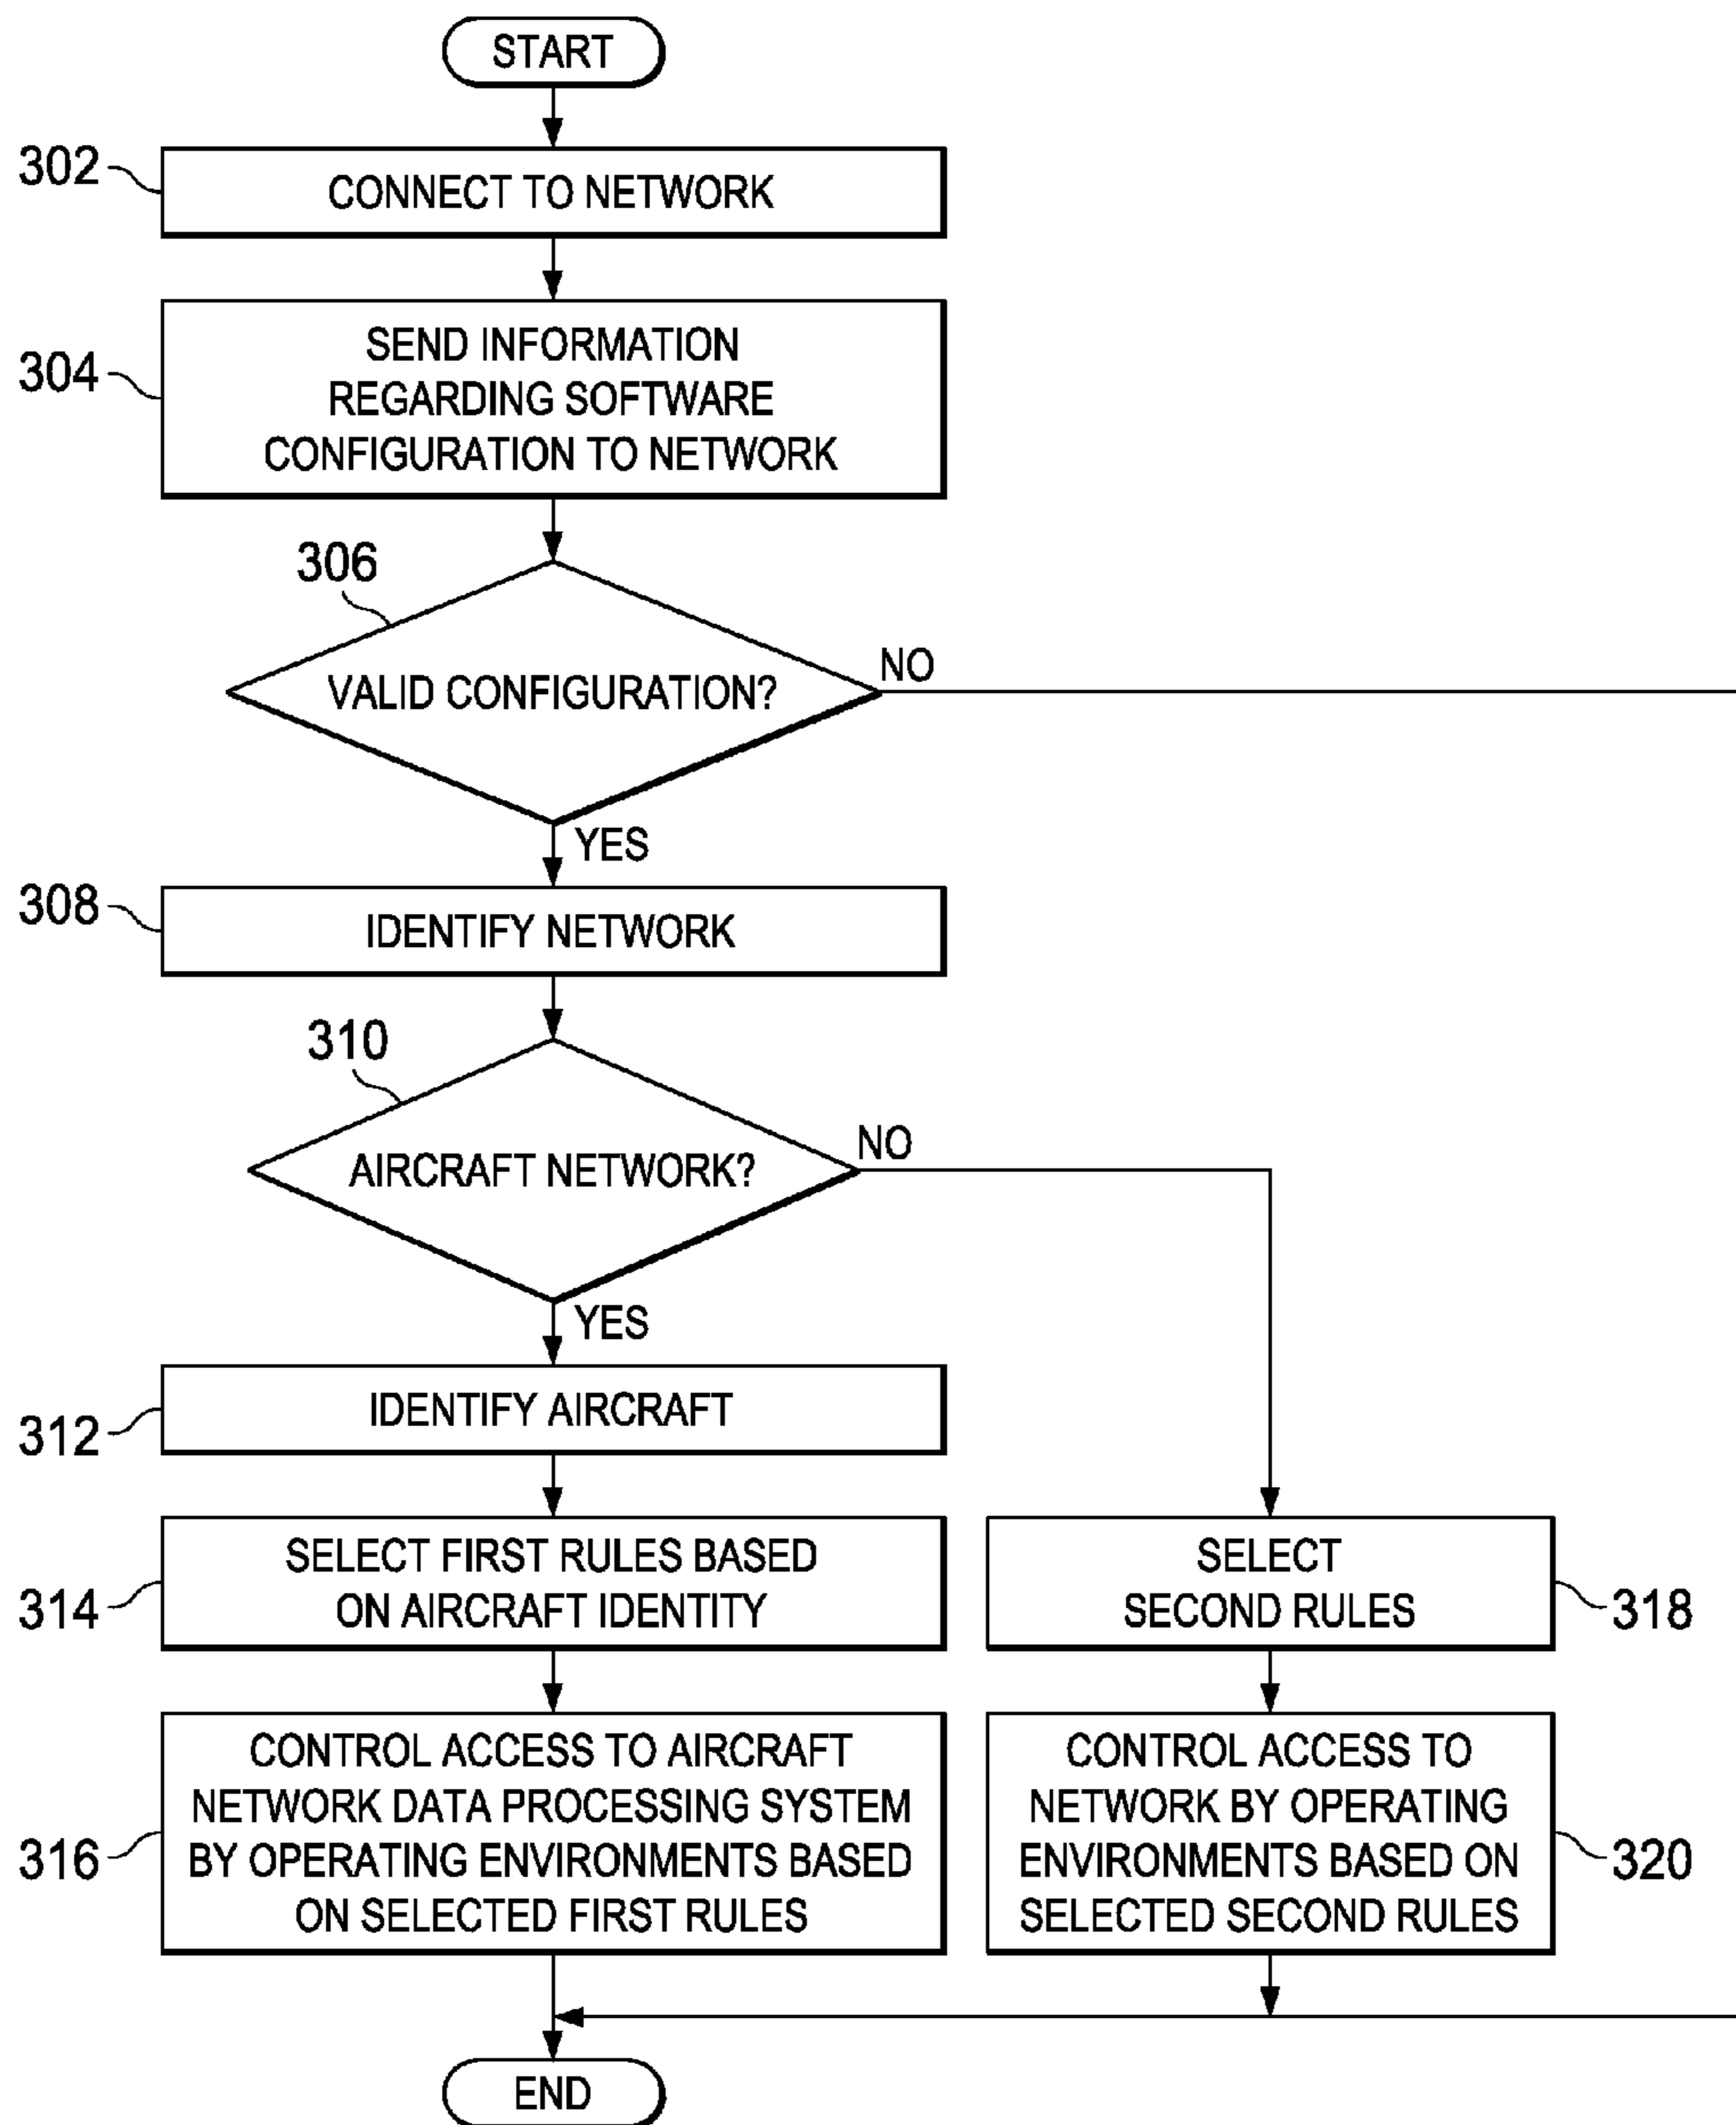 START
302
CONNECT TO NETWORK
304
SEND INFORMATION
REGARDING SOFTWARE
CONFIGURATION TO NETWORK
306
VALID CONFIGURATION?
NO
YES
308
IDENTIFY NETWORK
310
AIRCRAFT NETWORK?
NO
YES
312
IDENTIFY AIRCRAFT
314
SELECT FIRST RULES BASED
ON AIRCRAFT IDENTITY
SELECT
SECOND RULES
318
316
CONTROL ACCESS TO AIRCRAFT
NETWORK DATA PROCESSING SYSTEM
BY OPERATING ENVIRONMENTS BASED
ON SELECTED FIRST RULES
CONTROL ACCESS TO
NETWORK BY OPERATING
ENVIRONMENTS BASED ON
SELECTED SECOND RULES
320
END